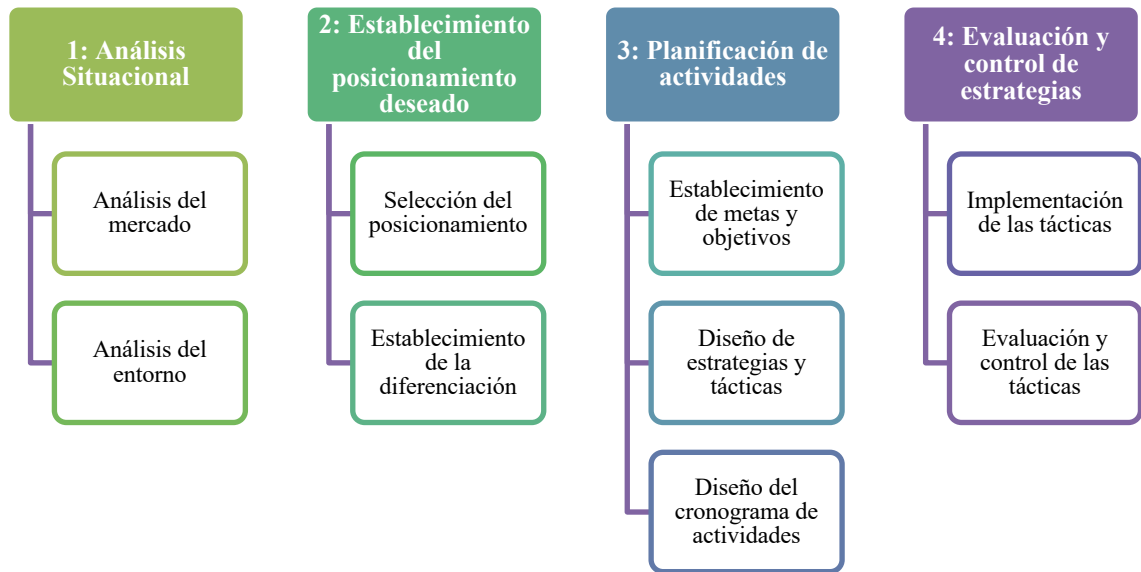 1: Análisis
Situacional
Análisis del
mercado
Análisis del
entorno
2: Establecimiento
del
posicionamiento
deseado
Selección del
posicionamiento
Establecimiento
de la
diferenciación
3: Planificación de
actividades
Establecimiento
de metas y
objetivos
Diseño de
estrategias y
tácticas
Diseño del
cronograma de
actividades
4: Evaluación y
control de
estrategias
Implementación
de las tácticas
Evaluación y
control de las
tácticas